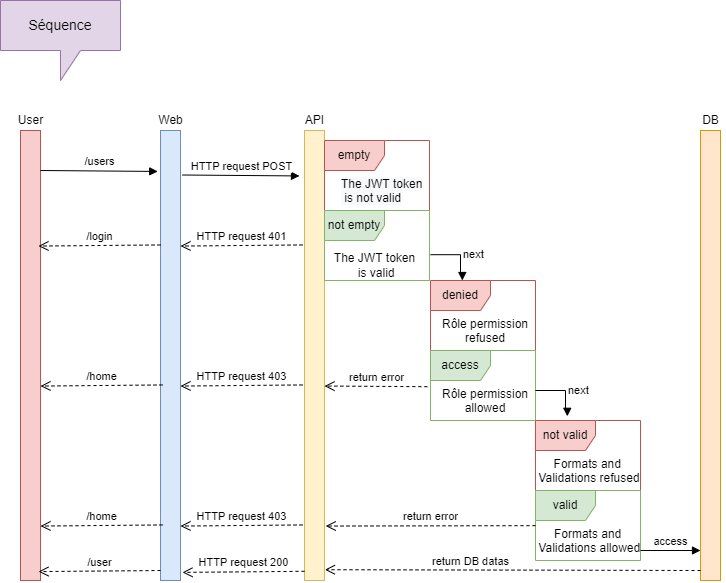 Séquence
User
Web
API
DB
/users
HTTP request POST
empty
The JWT token
is not valid
not empty
/login
HTTP request 401
The JWT token
is valid
next
denied
Rôle permission
refused
access
/home
HTTP request 403
return error
Rôle permission
allowed
next
not valid
Formats and
Validations refused
valid
/home
HTTP request 403
return error
Formats and
Validations allowed
access
/user
HTTP request 200
return DB datas